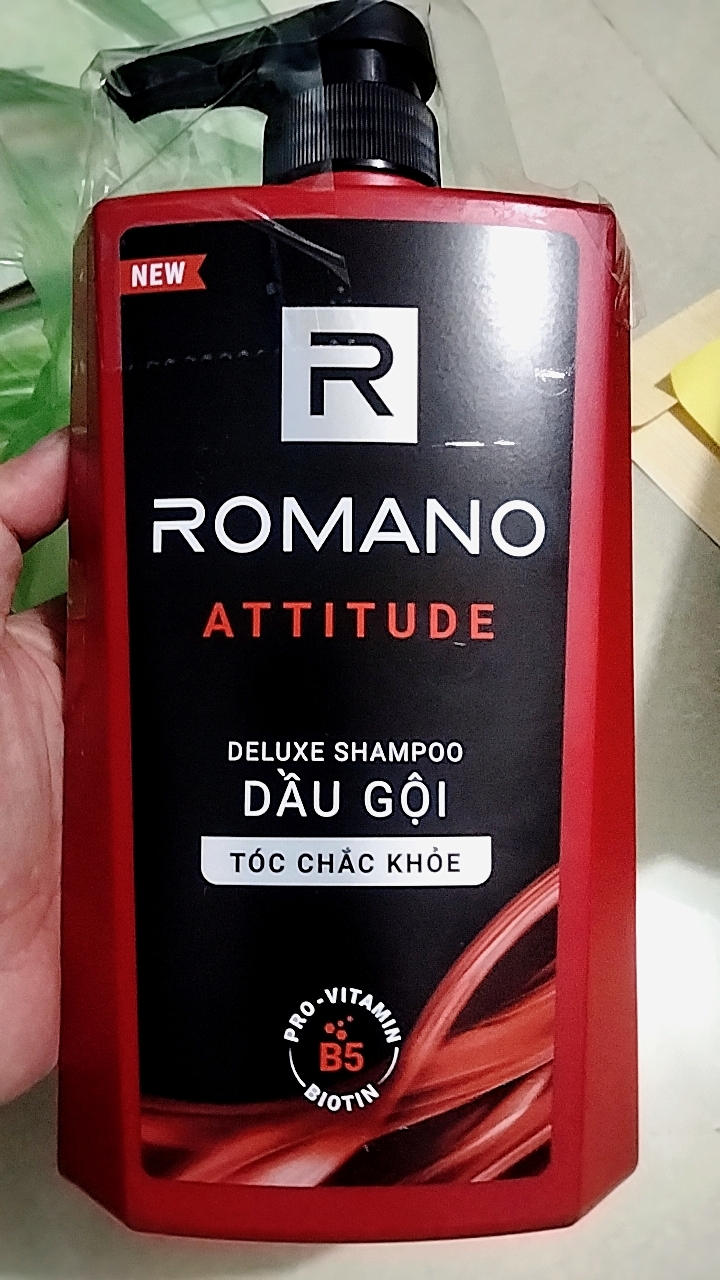 NEW
R
ROMANO
ATTITUDE
DELUXE SHAMPOO
DẦU GỘI
TÓC CHẮC KHỎE
PRO-VITAMIN
B5
BIOTIN